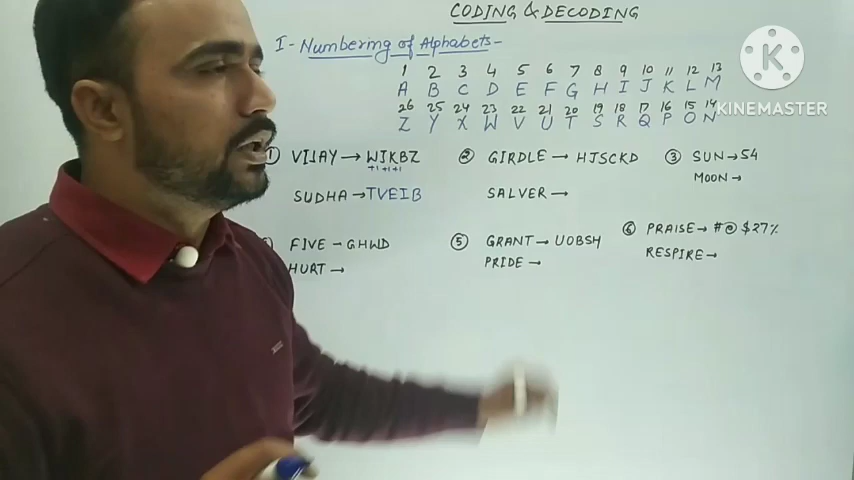 CODING & DECODING
I- Numbering of Alphabets-
1 2 3 4 5 6 7 8 9 10 11 12 13
A B C D E F G H I J K L M
26 25 24 23 22 21 20 19 18 17 16 15 14
Z Y X W V U T S R Q P O N
KINEMASTER
① VIJAY → WJKBZ
+1 +1 +1
SUDHA → TVEIB
② GIRDLE → HJSCKD
SALVER →
③ SUN → 54
MOON →
FIVE - GHWD
HURT →
⑤ GRANT → UOBSH
PRIDE →
⑥ PRAISE → #@$27%
RESPIRE →